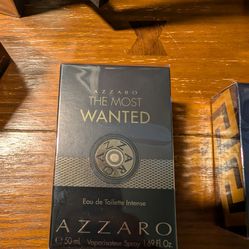 AZZARO
THE MOST
WANTED
AZZARO
Eau de Toilette Intense
AZZARO
50 ml Vaporisateur Spray 1.69 Fl. Oz.